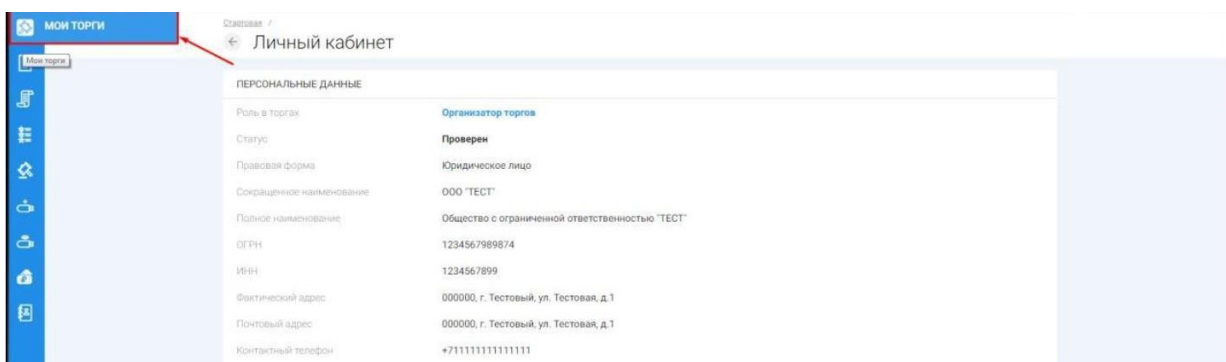 МОИ ТОРГИ
Мои торги
Стартовая /
Личный кабинет
ПЕРСОНАЛЬНЫЕ ДАННЫЕ
Роль в торгах Организатор торгов
Статус Проверен
Правовая форма Юридическое лицо
Сокращенное наименование ООО "ТЕСТ"
Полное наименование Общество с ограниченной ответственностью "ТЕСТ"
ОГРН 1234567989874
ИНН 1234567899
Фактический адрес 000000, г. Тестовый, ул. Тестовая, д.1
Почтовый адрес 000000, г. Тестовый, ул. Тестовая, д.1
Контактный телефон +711111111111111